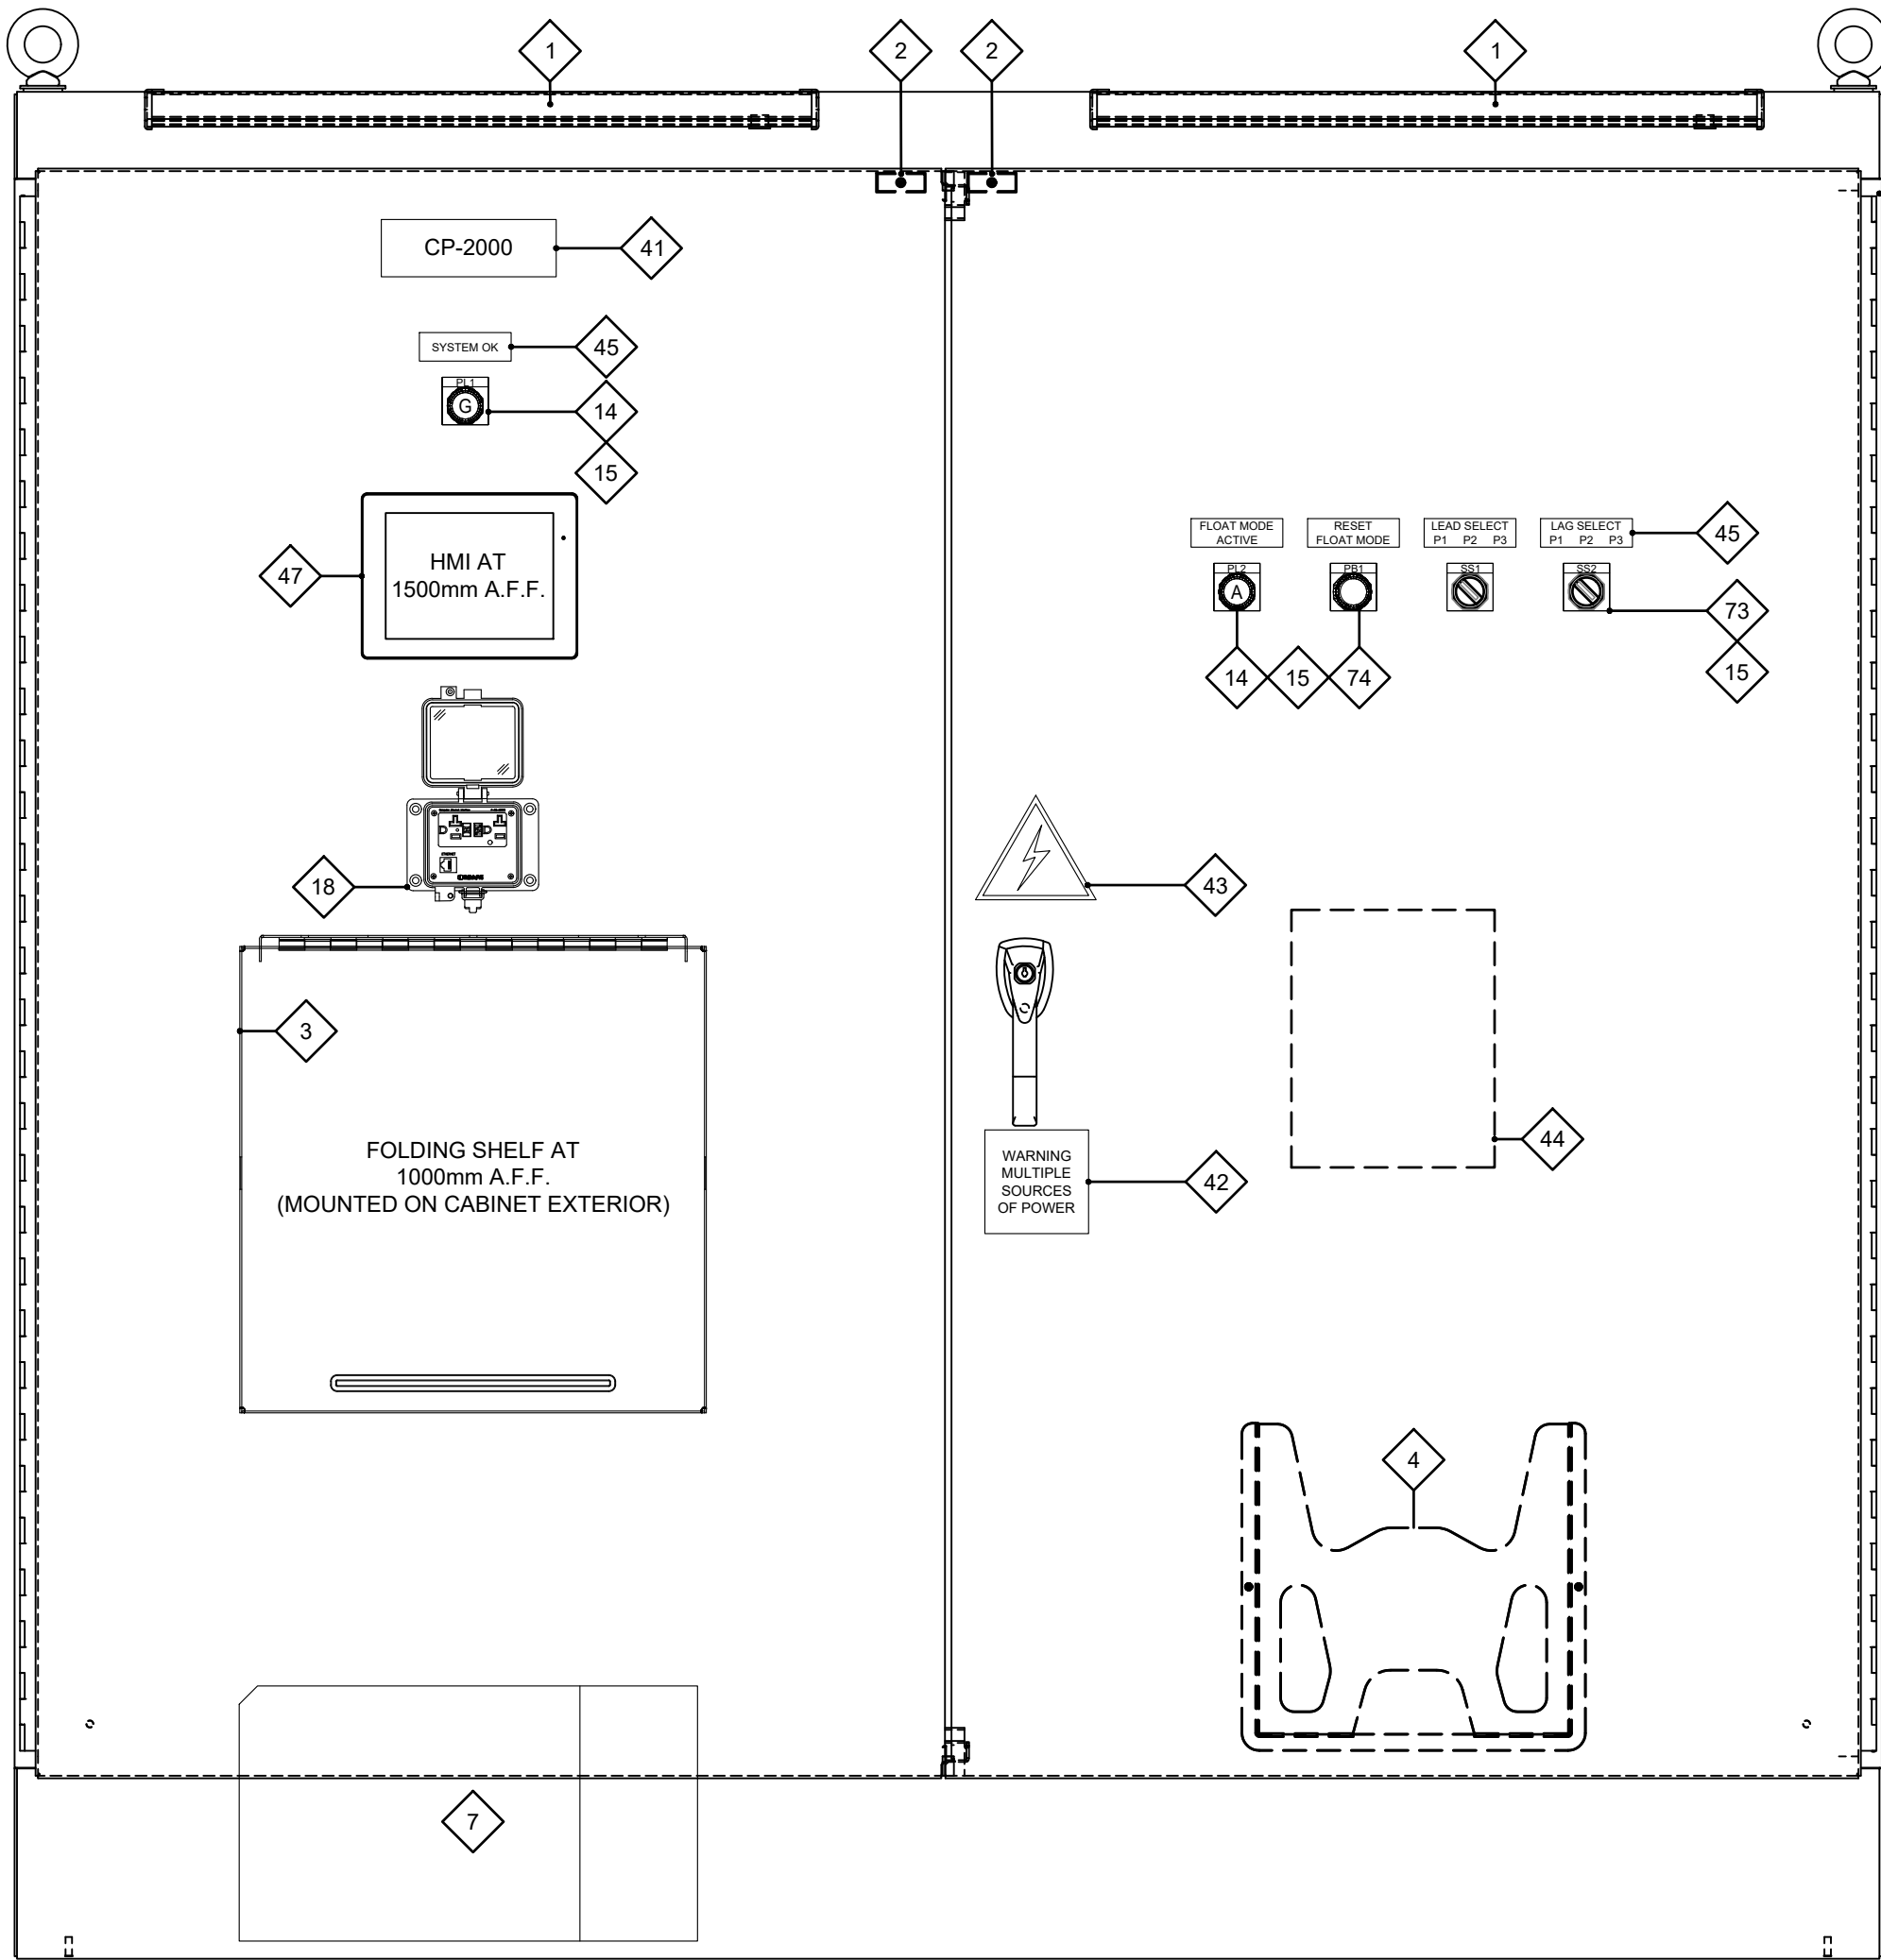 1
2
2
1
CP-2000
41
SYSTEM OK
45
PL1
G
14
15
HMI AT
1500mm A.F.F.
47
FLOAT MODE
ACTIVE
RESET
FLOAT MODE
LEAD SELECT
P1 P2 P3
LAG SELECT
P1 P2 P3
45
PL2
A
PB1
SS1
SS2
73
15
14
15
74
ETHERNET
18
43
3
FOLDING SHELF AT
1000mm A.F.F.
(MOUNTED ON CABINET EXTERIOR)
WARNING
MULTIPLE
SOURCES
OF POWER
42
44
4
7